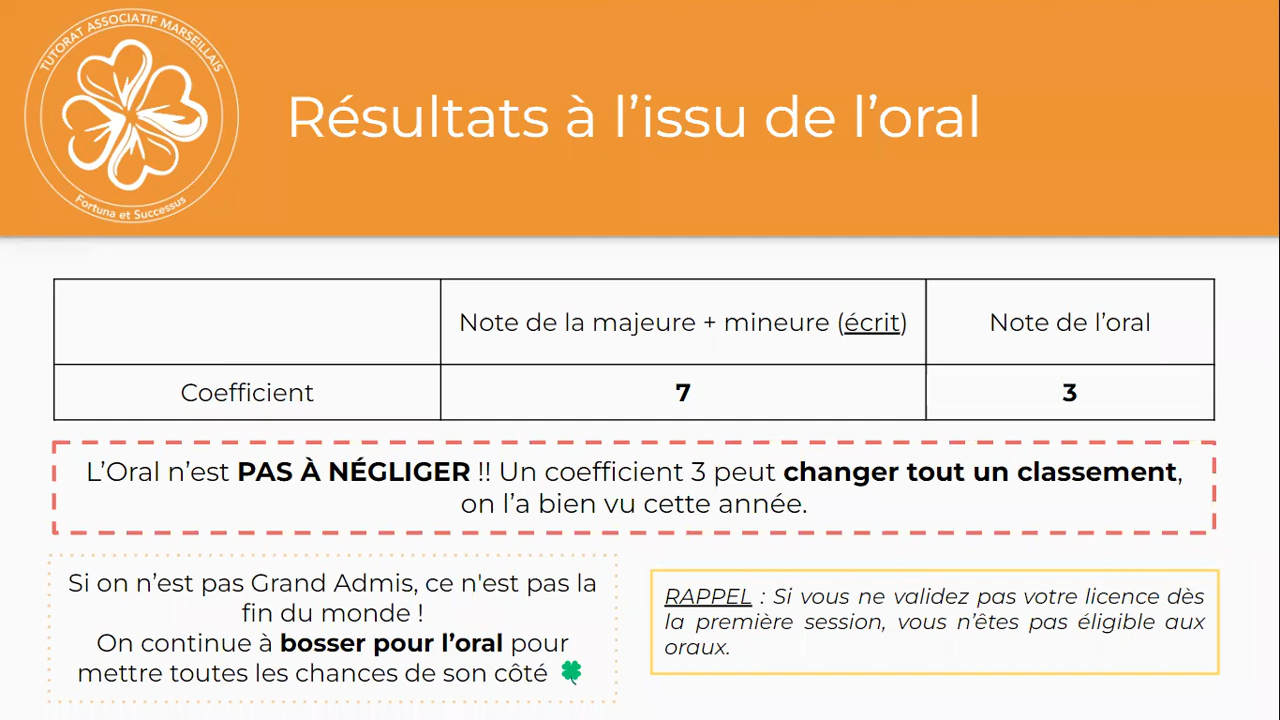 TUTORAT ASSOCIATIF MARSEILLAIS
Fortuna et Successus
Résultats à l’issu de l’oral
Note de la majeure + mineure (écrit)
Note de l’oral
Coefficient
7
3
L’Oral n’est PAS À NÉGLIGER !! Un coefficient 3 peut changer tout un classement,
on l’a bien vu cette année.
Si on n’est pas Grand Admis, ce n'est pas la
fin du monde !
On continue à bosser pour l’oral pour
mettre toutes les chances de son côté 🍀
RAPPEL : Si vous ne validez pas votre licence dès
la première session, vous n’êtes pas éligible aux
oraux.